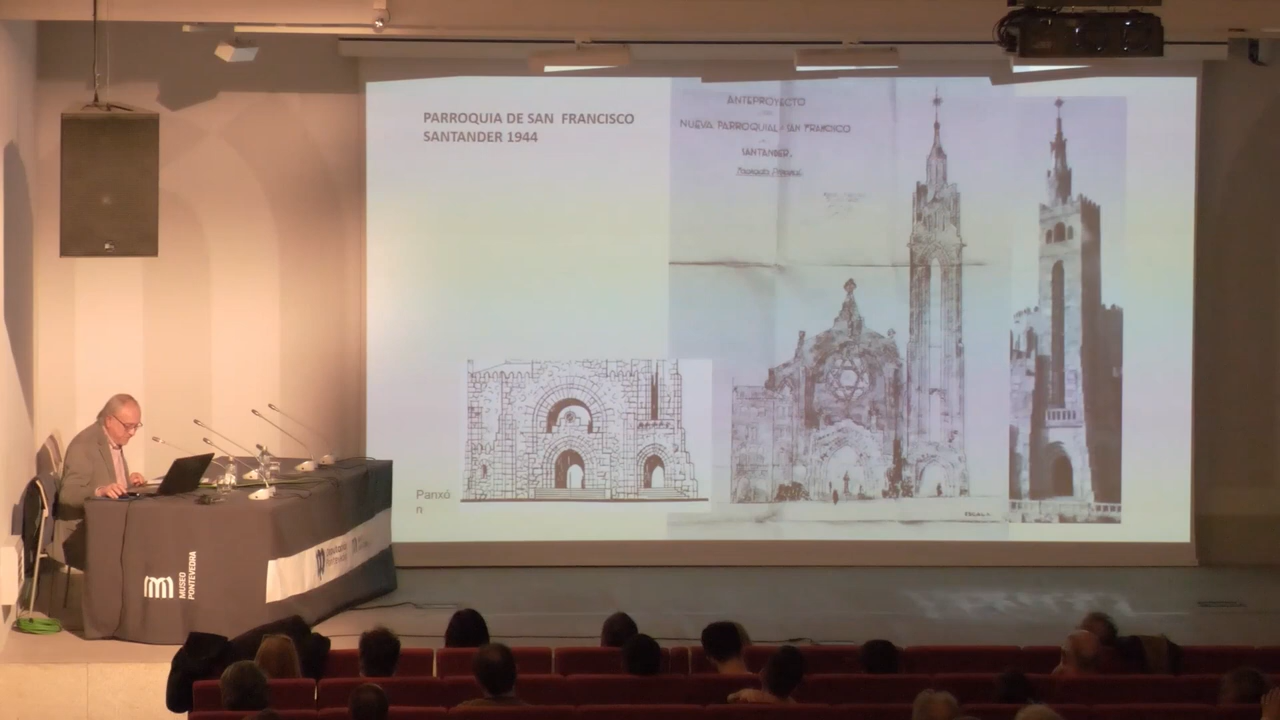 PARROQUIA DE SAN FRANCISCO
SANTANDER 1944
ANTEPROYECTO
NUEVA PARROQUIAL SAN FRANCISCO
SANTANDER.
Panxó
n
MUSEO
PONTEVEDRA